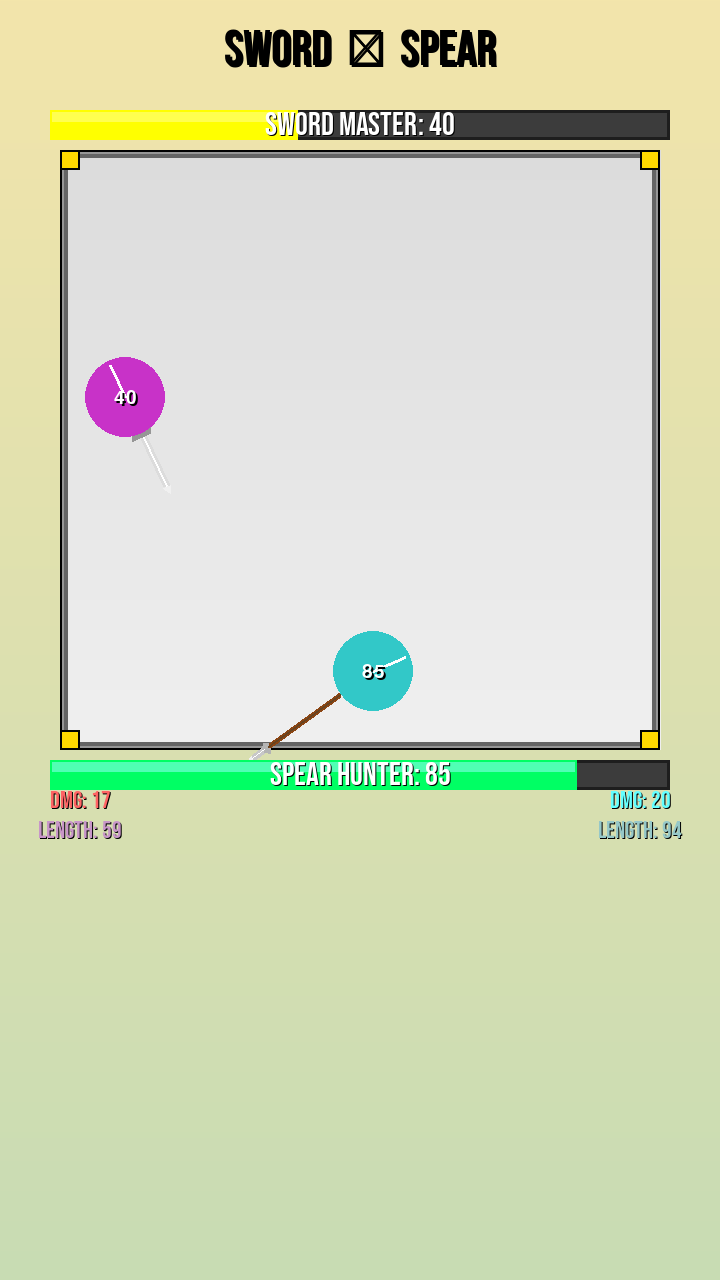 SWORD ☒ SPEAR
SWORD MASTER: 40
40
85
SPEAR HUNTER: 85
DMG: 17
DMG: 20
LENGTH: 59
LENGTH: 94